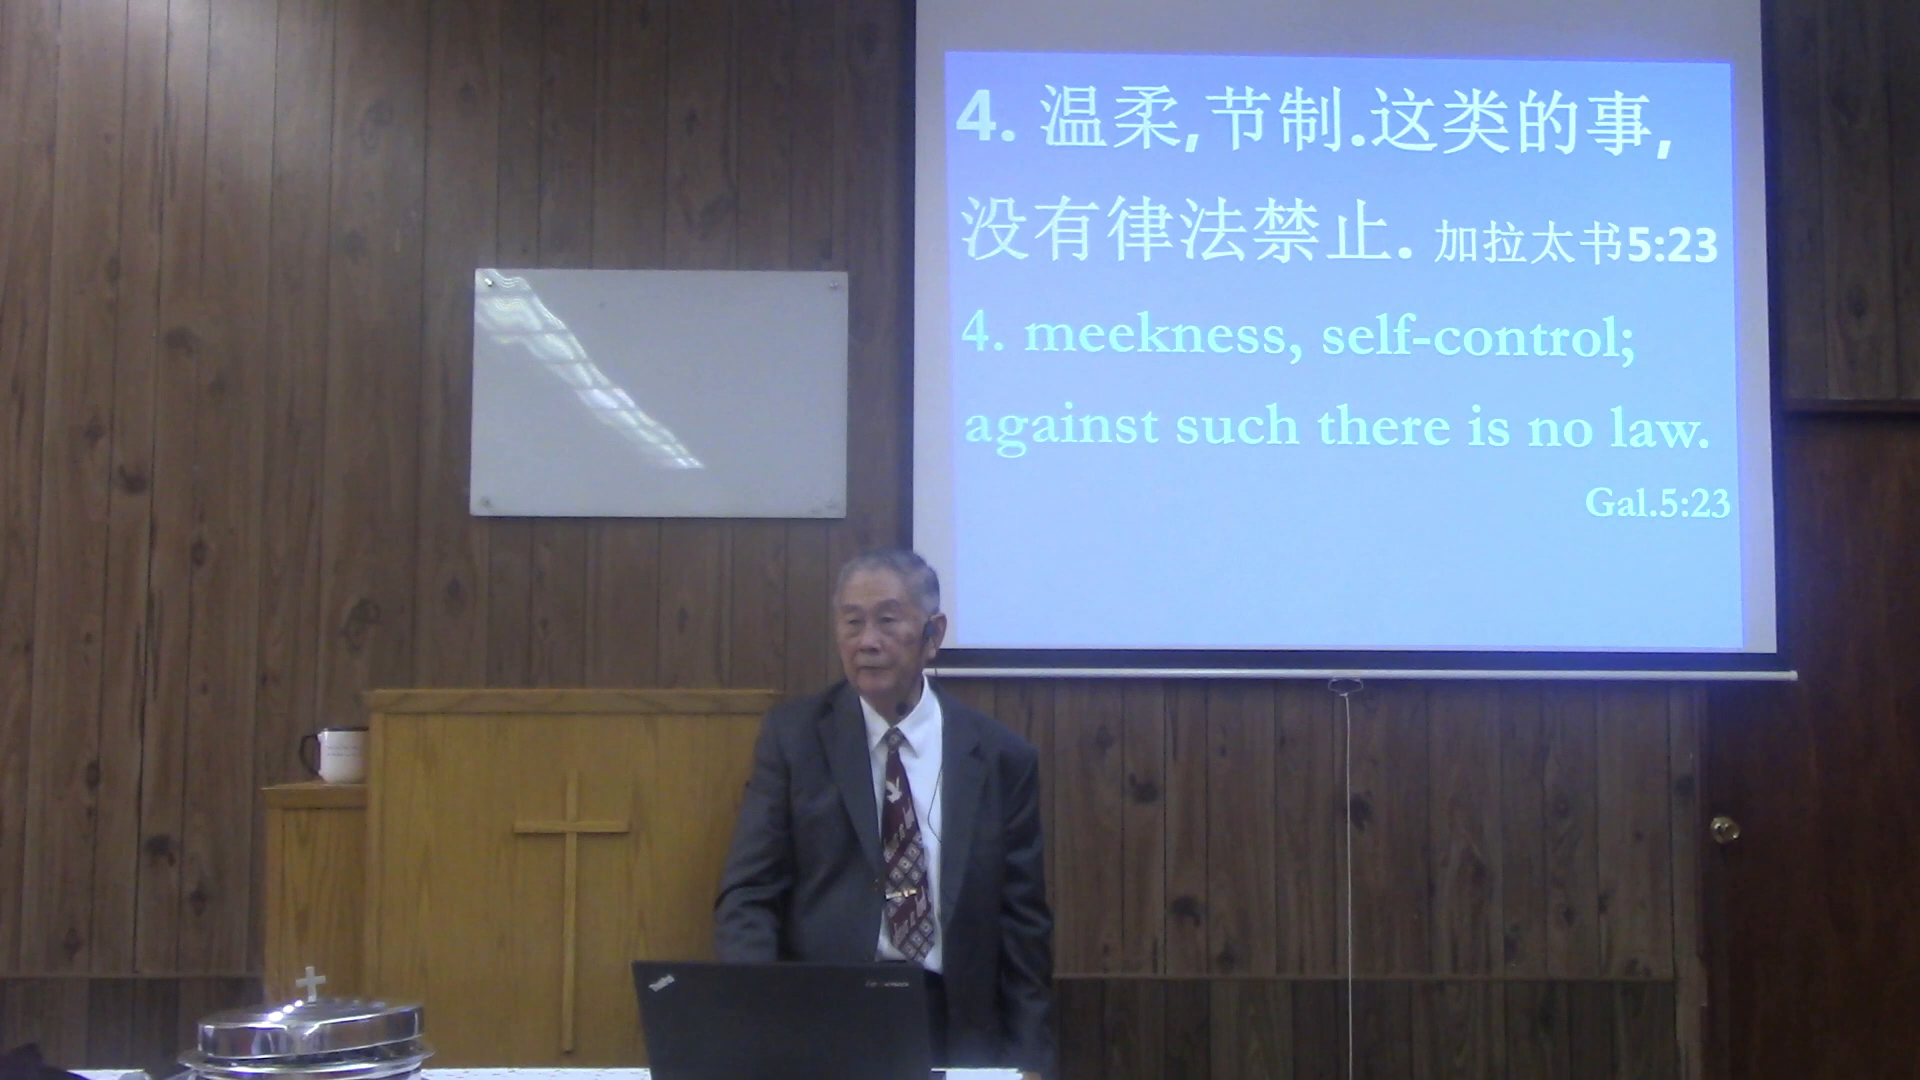 4. 温柔,节制.这类的事,
没有律法禁止. 加拉太书5:23
4. meekness, self-control;
against such there is no law.
Gal.5:23
ThinkPad